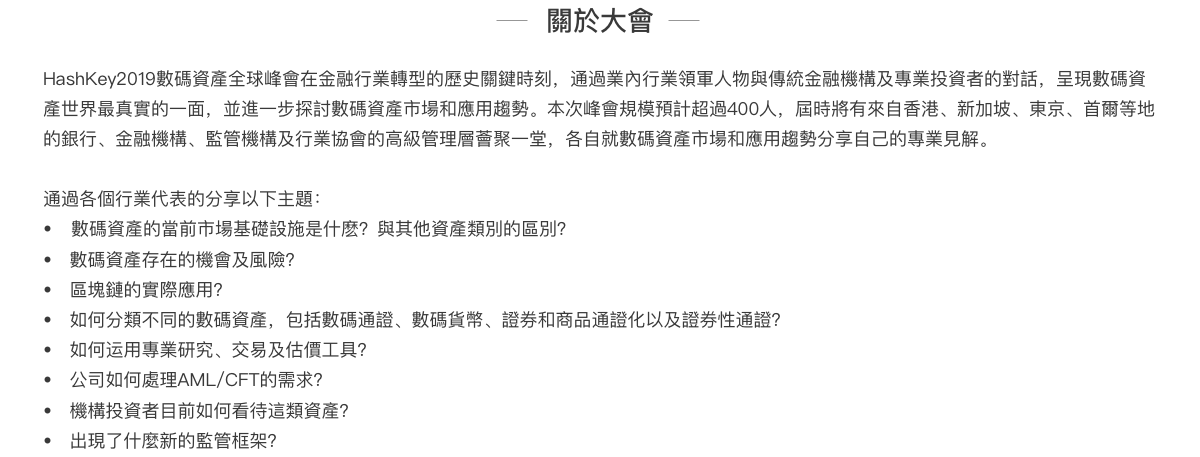 關於大會
HashKey2019數碼資產全球峰會在金融行業轉型的歷史關鍵時刻，通過業內行業領軍人物與傳統金融機構及專業投資者的對話，呈現數碼資
產世界最真實的一面，並進一步探討數碼資產市場和應用趨勢。本次峰會規模預計超過400人，屆時將有來自香港、新加坡、東京、首爾等地
的銀行、金融機構、監管機構及行業協會的高級管理層薈聚一堂，各自就數碼資產市場和應用趨勢分享自己的專業見解。
通過各個行業代表的分享以下主題：
• 數碼資產的當前市場基礎設施是什麽？與其他資產類別的區別？
• 數碼資產存在的機會及風險？
• 區塊鏈的實際應用？
• 如何分類不同的數碼資產，包括數碼通證、數碼貨幣、證券和商品通證化以及證券性通證？
• 如何运用專業研究、交易及估價工具？
• 公司如何處理AML/CFT的需求？
• 機構投資者目前如何看待這類資產？
• 出現了什麼新的監管框架？